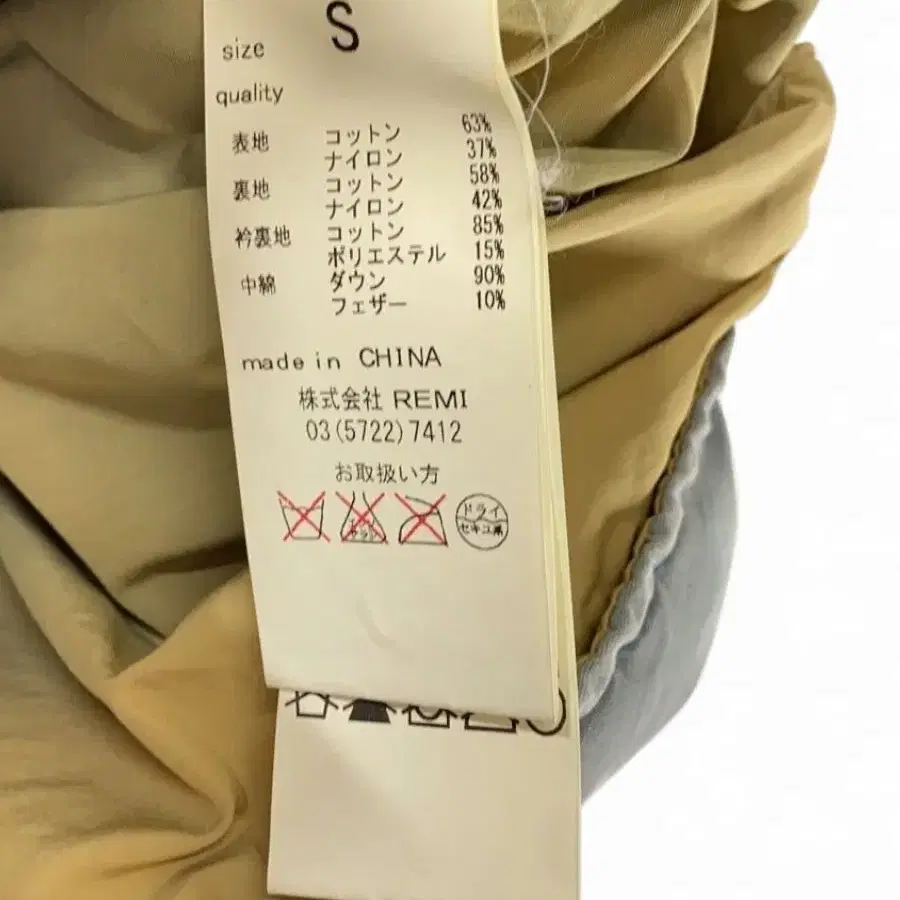 size S
quality
表地 コットン 63%
ナイロン 37%
裏地 コットン 58%
ナイロン 42%
衿裏地 コットン 85%
ポリエステル 15%
中綿 ダウン 90%
フェザー 10%
made in CHINA
株式会社 REMI
03(5722)7412
お取扱い方
ドライ
セキユ系